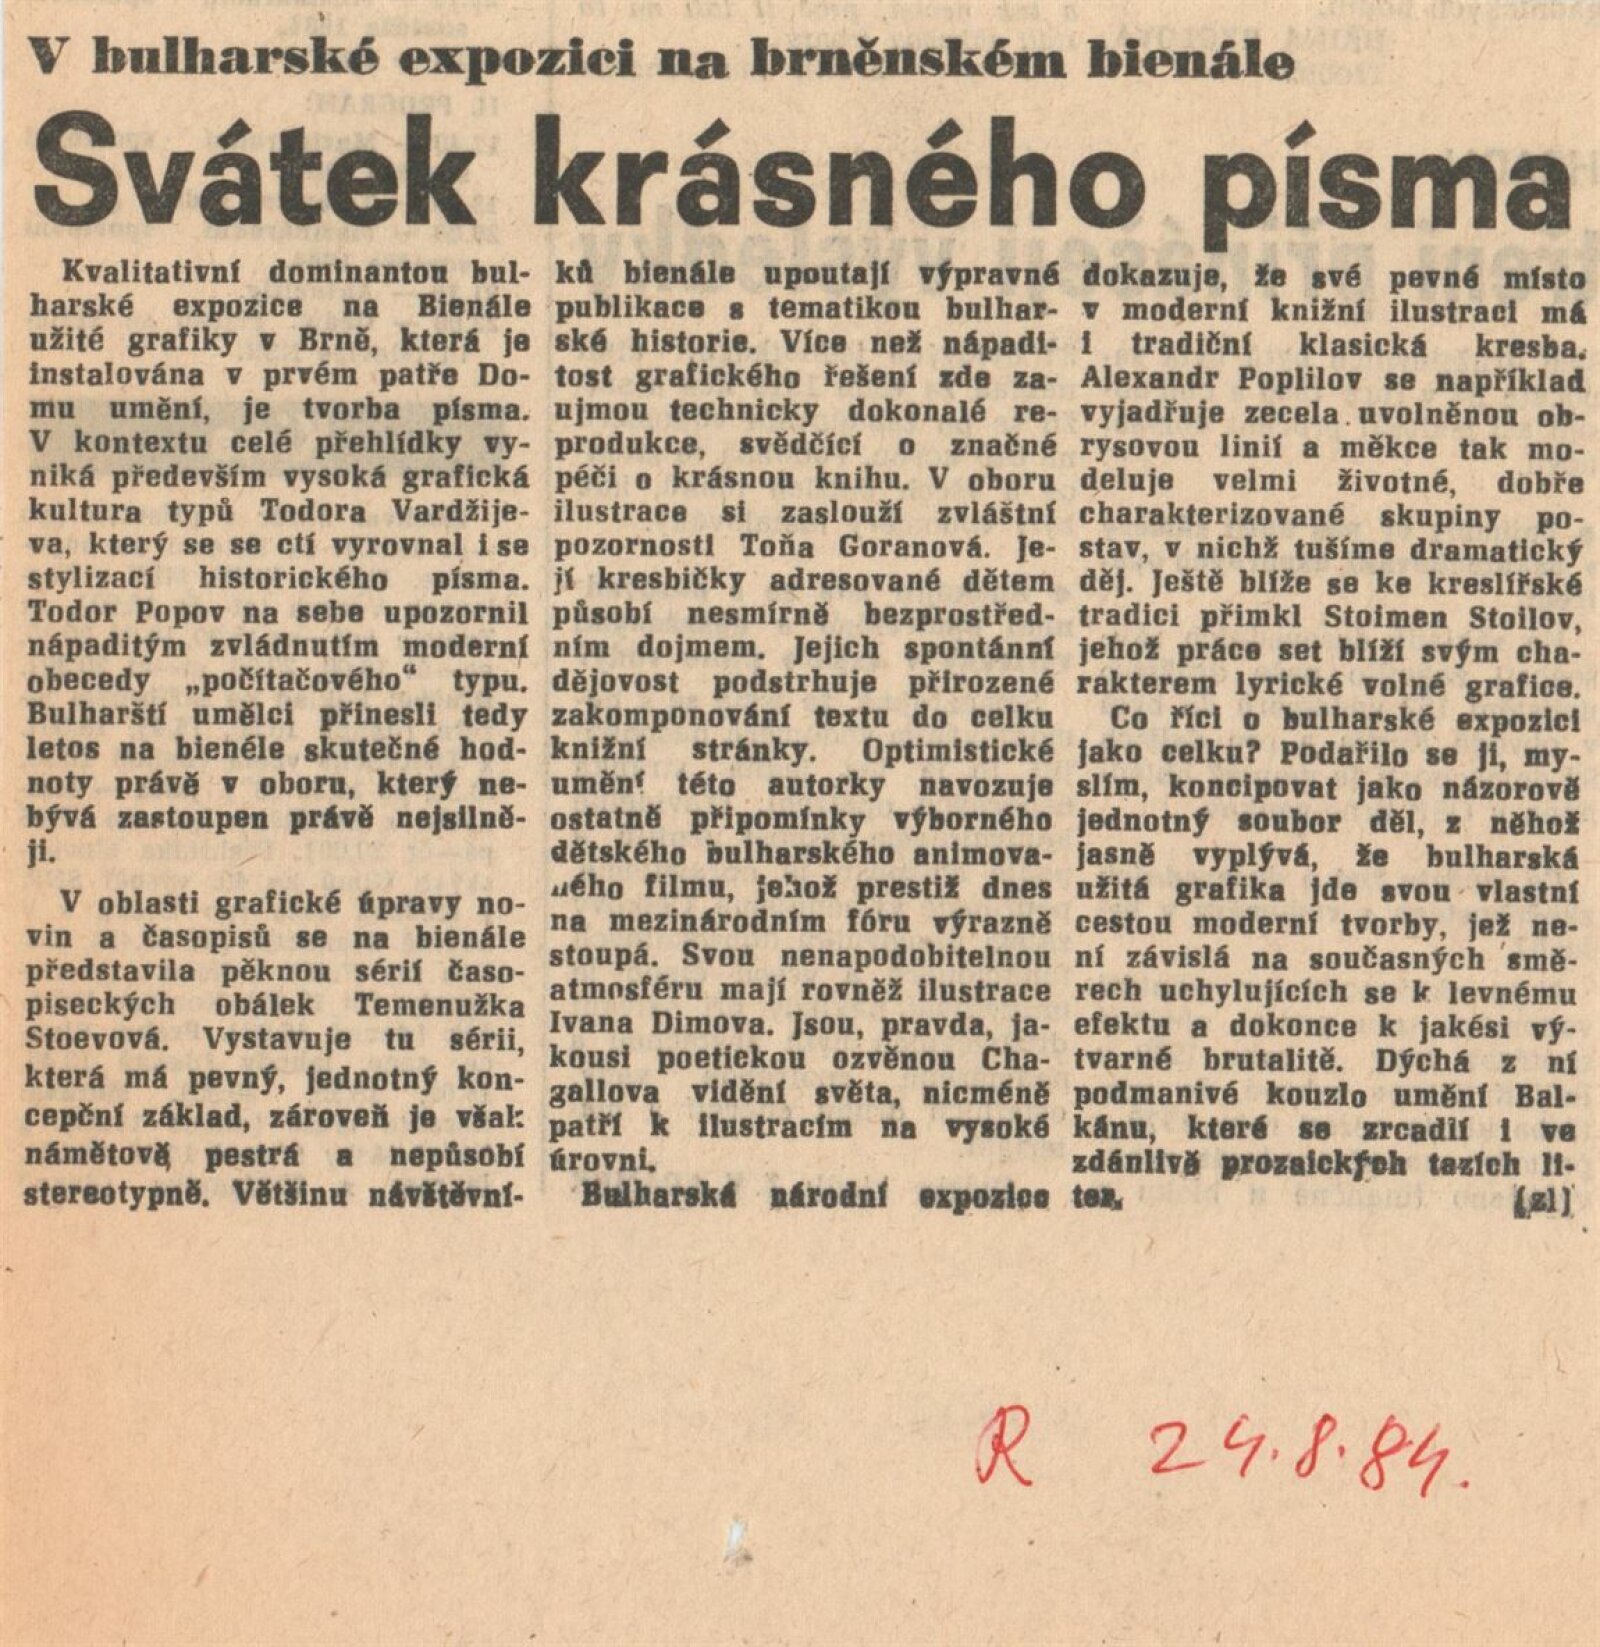 V bulharské expozici na brněnském bienále
Svátek krásného písma
Kvalitativní dominantou bul-
harské expozice na Bienále
užité grafiky v Brně, která je
instalována v prvém patře Do-
mu umění, je tvorba písma.
V kontextu celé přehlídky vy-
niká především vysoká grafická
kultura typů Todora Vardžije-
va, který se se ctí vyrovnal i se
stylizací historického písma.
Todor Popov na sebe upozornil
nápaditým zvládnutím moderní
obecedy „počítačového“ typu.
Bulharští umělci přinesli tedy
letos na bienéle skutečné hod-
noty právě v oboru, který ne-
bývá zastoupen právě nejsilně-
ji.
V oblasti grafické úpravy no-
vin a časopisů se na bienále
představila pěknou sérií časo-
piseckých obálek Temenužka
Stoevová. Vystavuje tu sérii,
která má pevný, jednotný kon-
cepční základ, zároveň je však
námětově pestrá a nepůsobí
stereotypně. Většinu návštěvní-
ků bienále upoutají výpravné
publikace s tematikou bulhar-
ské historie. Více než nápadi-
tost grafického řešení zde za-
ujmou technicky dokonalé re-
produkce, svědčící o značné
péči o krásnou knihu. V oboru
ilustrace si zaslouží zvláštní
pozornosti Toňa Goranová. Je-
jí kresbičky adresované dětem
působí nesmírně bezprostřed-
ním dojmem. Jejich spontánní
dějovost podstrhuje přirozené
zakomponování textu do celku
knižní stránky. Optimistické
umění této autorky navozuje
ostatně připomínky výborného
dětského bulharského animova-
ného filmu, jehož prestiž dnes
na mezinárodním fóru výrazně
stoupá. Svou nenapodobitelnou
atmosféru mají rovněž ilustrace
Ivana Dimova. Jsou, pravda, ja-
kousi poetickou ozvěnou Cha-
gallova vidění světa, nicméně
patří k ilustracím na vysoké
úrovni.
Bulharská národní expozice
dokazuje, že své pevné místo
v moderní knižní ilustraci má
i tradiční klasická kresba.
Alexandr Poplilov se například
vyjadřuje zecela uvolněnou ob-
rysovou linií a měkce tak mo-
deluje velmi životné, dobře
charakterizované skupiny po-
stav, v nichž tušíme dramatický
děj. Ještě blíže se ke kreslířské
tradici přimkl Stoimen Stoilov,
jehož práce set blíží svým cha-
rakterem lyrické volné grafice.
Co říci o bulharské expozici
jako celku? Podařilo se ji, my-
slím, koncipovat jako názorově
jednotný soubor děl, z něhož
jasně vyplývá, že bulharská
užitá grafika jde svou vlastní
cestou moderní tvorby, jež ne-
ní závislá na současných smě-
rech uchylujících se k levnému
efektu a dokonce k jakési vý-
tvarné brutalitě. Dýchá z ní
podmanivé kouzlo umění Bal-
kánu, které se zrcadlí i ve
zdánlivě prozaických tazích li-
ter. (zl)
R 24.8.84.